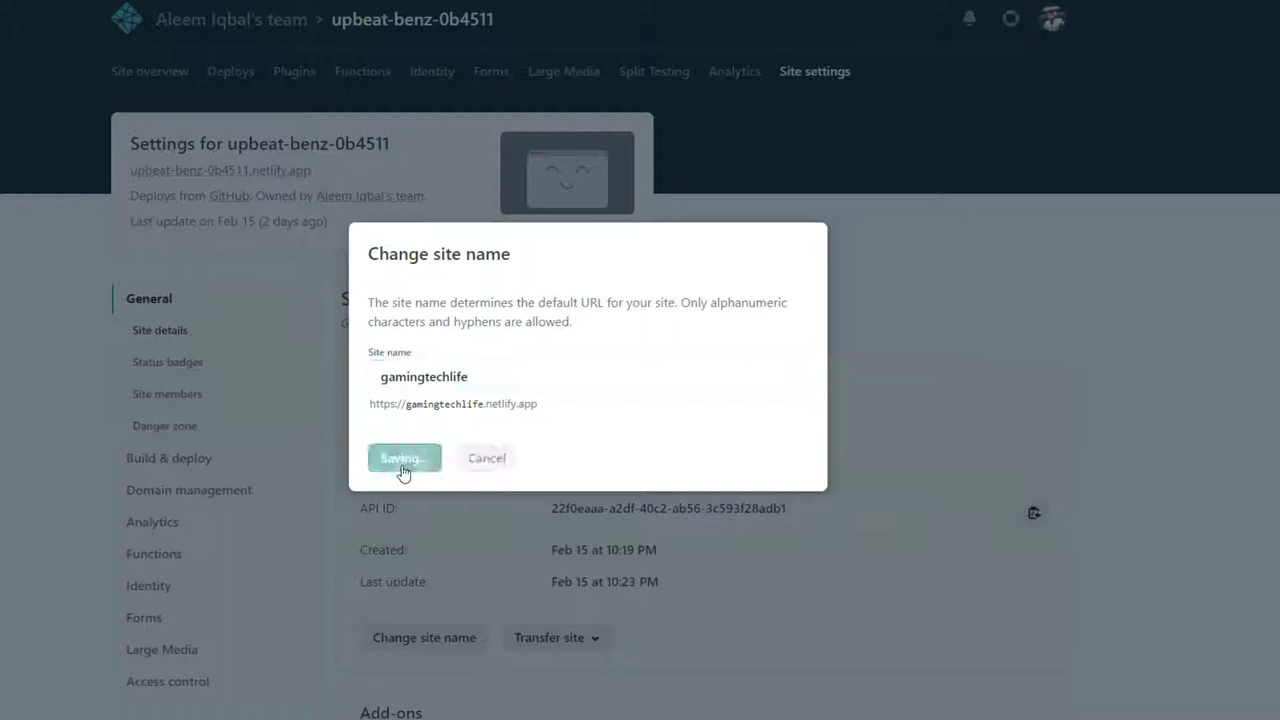 Aleem Iqbal's team > upbeat-benz-0b4511
Site overview Deploys Plugins Functions Identity Forms Large Media Split Testing Analytics Site settings
Settings for upbeat-benz-0b4511
upbeat-benz-0b4511.netlify.app
Deploys from GitHub. Owned by Aleem Iqbal's team.
Last update on Feb 15 (2 days ago)
General
Site details
Status badges
Site members
Danger zone
Build & deploy
Domain management
Analytics
Functions
Identity
Forms
Large Media
Access control
Change site name
The site name determines the default URL for your site. Only alphanumeric
characters and hyphens are allowed.
Site name
gamingtechlife
https://gamingtechlife.netlify.app
Saving...
Cancel
API ID: 22f0eaaa-a2df-40c2-ab56-3c593f28adb1
Created: Feb 15 at 10:19 PM
Last update: Feb 15 at 10:23 PM
Change site name Transfer site
Add-ons